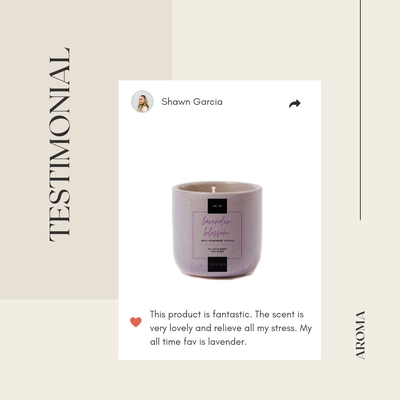 TESTIMONIAL
Shawn Garcia
lavender
blossom
This product is fantastic. The scent is
very lovely and relieve all my stress. My
all time fav is lavender.
AROMA